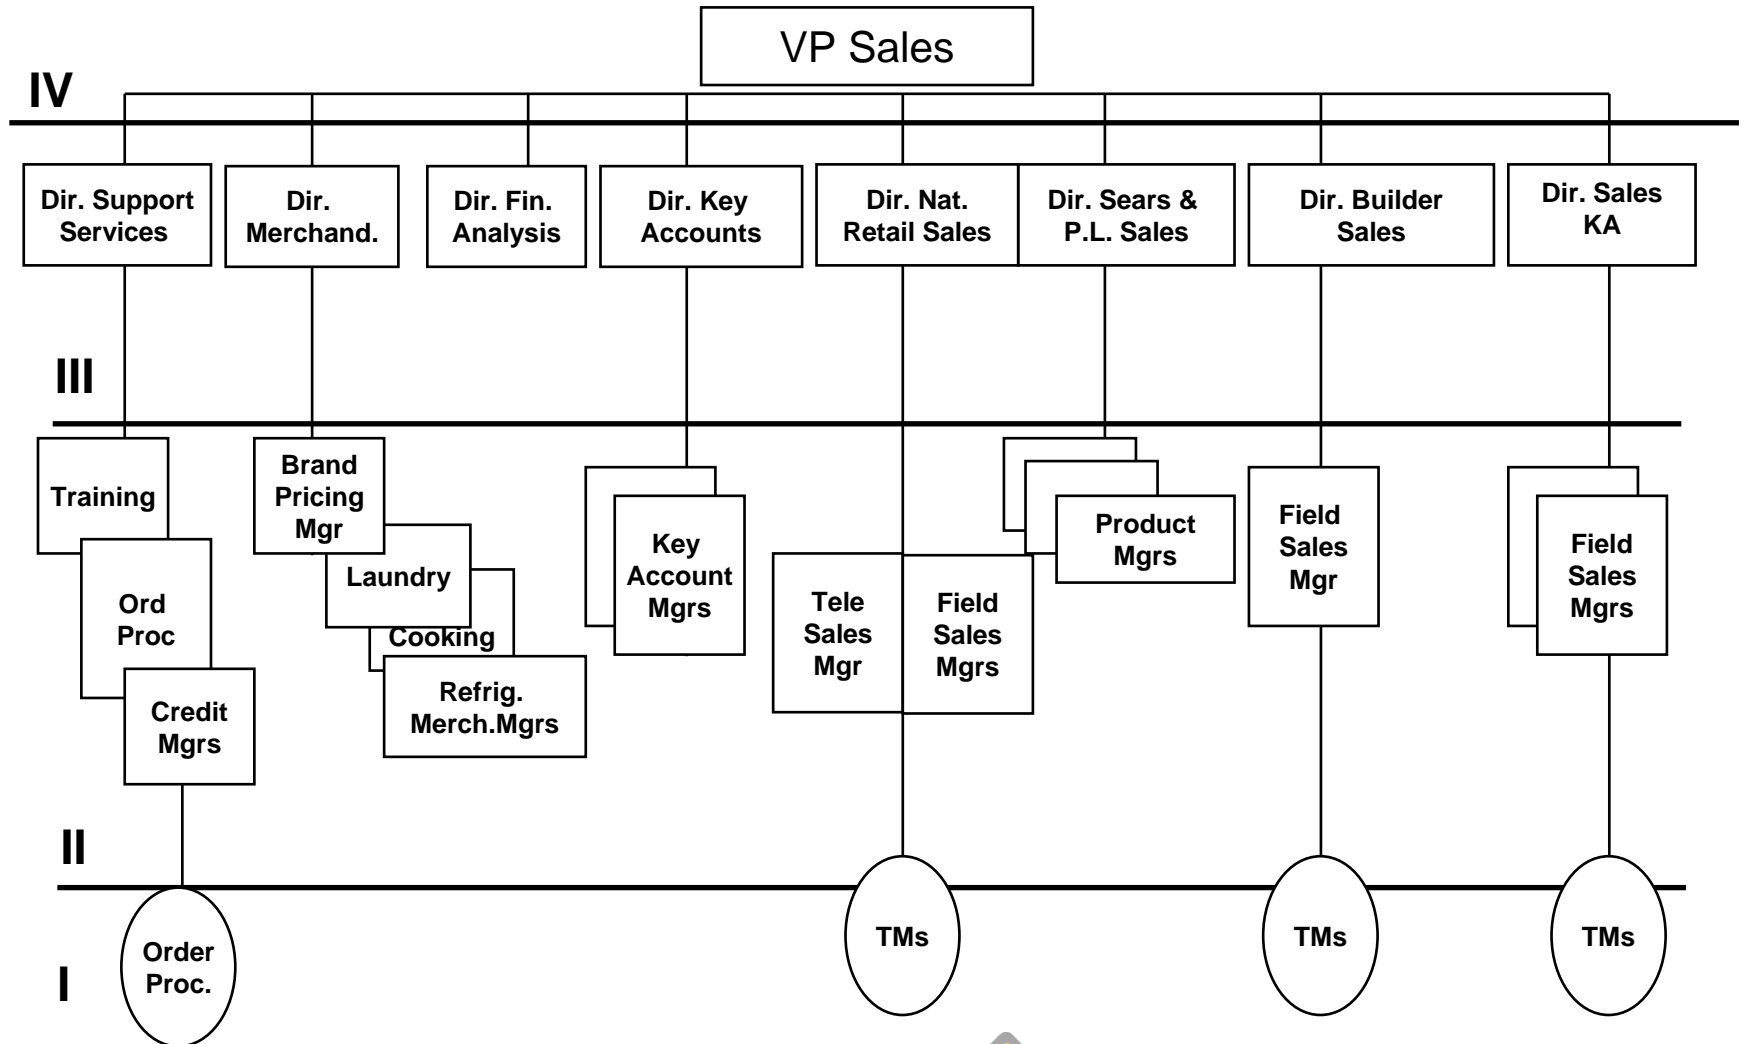 VP Sales
IV
Dir. Support
Services
Dir.
Merchand.
Dir. Fin.
Analysis
Dir. Key
Accounts
Dir. Nat.
Retail Sales
Dir. Sears &
P.L. Sales
Dir. Builder
Sales
Dir. Sales
KA
III
Training
Ord
Proc
Credit
Mgrs
Brand
Pricing
Mgr
Laundry
Cooking
Refrig.
Merch.Mgrs
Key
Account
Mgrs
Tele
Sales
Mgr
Field
Sales
Mgrs
Product
Mgrs
Field
Sales
Mgr
Field
Sales
Mgrs
II
Order
Proc.
TMs
TMs
TMs
I